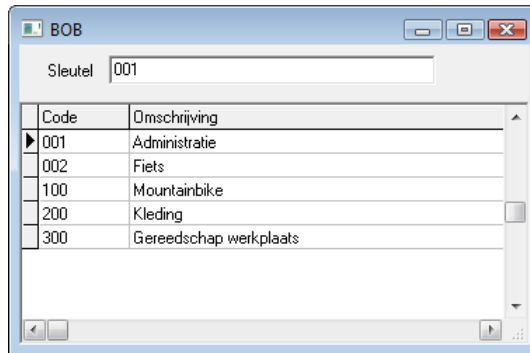 BOB
Sleutel 001
Code Omschrijving
001 Administratie
002 Fiets
100 Mountainbike
200 Kleding
300 Gereedschap werkplaats